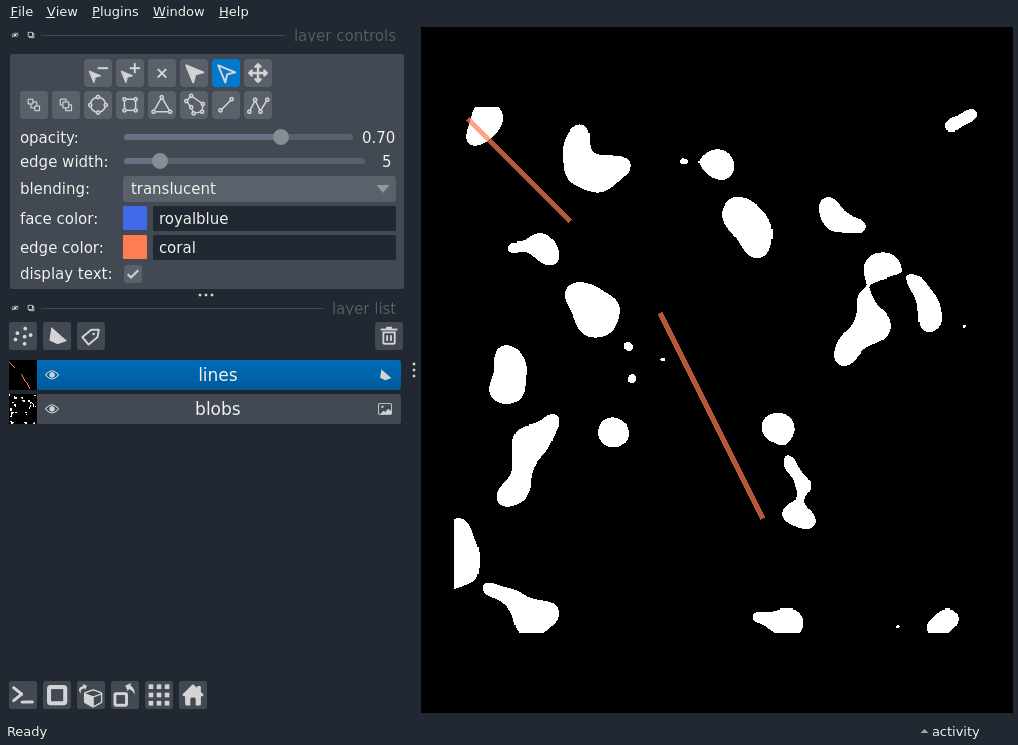 File View Plugins Window Help
layer controls
opacity: 0.70
edge width: 5
blending: translucent
face color: royalblue
edge color: coral
display text:
layer list
lines
blobs
Ready
activity